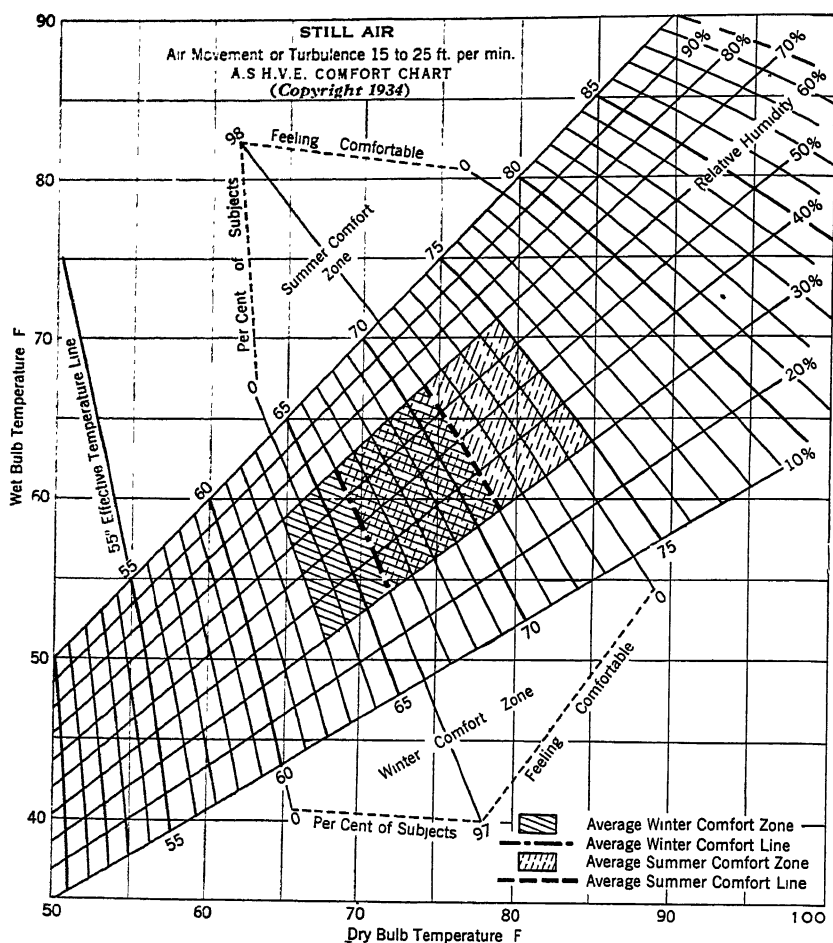 STILL AIR
Air Movement or Turbulence 15 to 25 ft. per min.
A.S H.V.E. COMFORT CHART
(Copyright 1934)
90
80
70
60
50
40
Wet Bulb Temperature F
98
Feeling Comfortable
0
Per Cent of Subjects
0
Summer Comfort
Zone
55° Effective Temperature Line
55
60
65
70
75
80
85
90%
80%
70%
60%
50%
40%
30%
20%
10%
Relative Humidity
55
60
65
70
75
Winter Comfort Zone
0
Per Cent of Subjects
97
Feeling Comfortable
0
Average Winter Comfort Zone
Average Winter Comfort Line
Average Summer Comfort Zone
Average Summer Comfort Line
50
60
70
80
90
100
Dry Bulb Temperature F